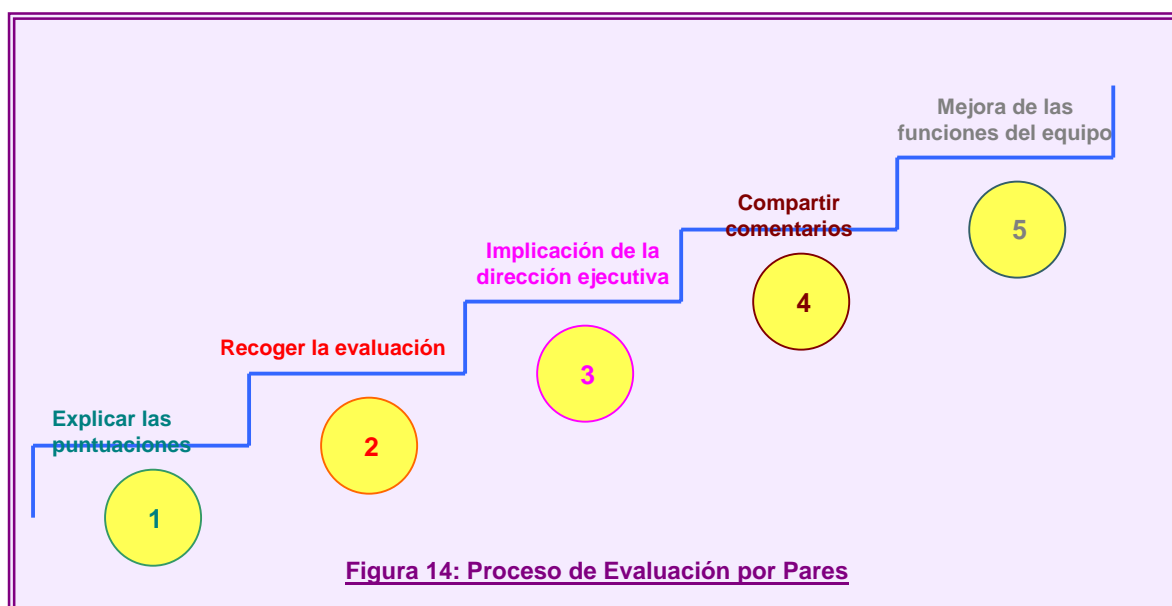 Mejora de las
funciones del equipo
Compartir
comentarios
5
Implicación de la
dirección ejecutiva
4
Recoger la evaluación
3
Explicar las
puntuaciones
2
1
Figura 14: Proceso de Evaluación por Pares